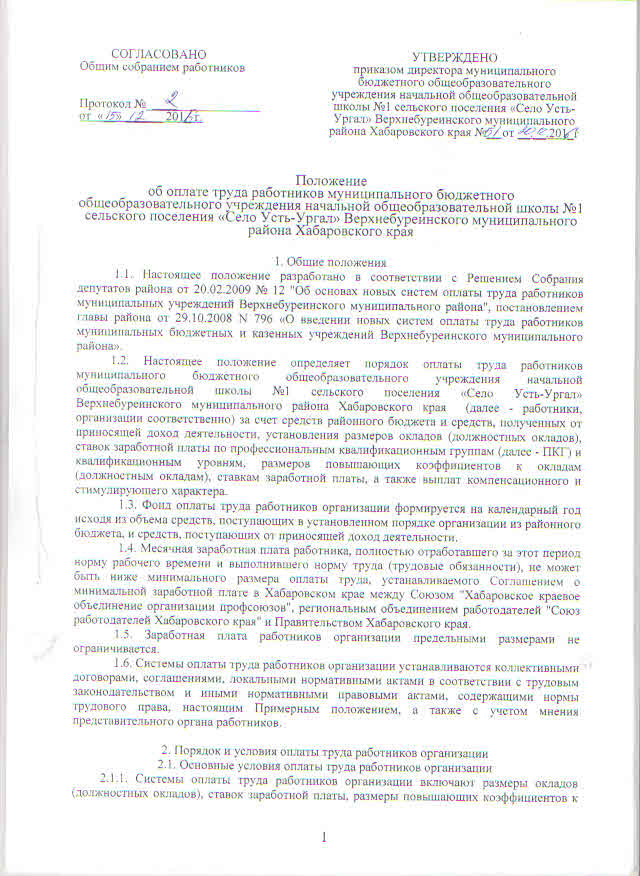 СОГЛАСОВАНО
Общим собранием работников
Протокол № 2
от «15» 12 2015 г.
УТВЕРЖДЕНО
приказом директора муниципального
бюджетного общеобразовательного
учреждения начальной общеобразовательной
школы №1 сельского поселения «Село Усть-
Ургал» Верхнебуреинского муниципального
района Хабаровского края № от 201
Положение
об оплате труда работников муниципального бюджетного
общеобразовательного учреждения начальной общеобразовательной школы №1
сельского поселения «Село Усть-Ургал» Верхнебуреинского муниципального
района Хабаровского края
1. Общие положения
1.1. Настоящее положение разработано в соответствии с Решением Собрания
депутатов района от 20.02.2009 № 12 "Об основах новых систем оплаты труда работников
муниципальных учреждений Верхнебуреинского муниципального района", постановлением
главы района от 29.10.2008 N 796 «О введении новых систем оплаты труда работников
муниципальных бюджетных и казенных учреждений Верхнебуреинского муниципального
района».
1.2. Настоящее положение определяет порядок оплаты труда работников
муниципального бюджетного общеобразовательного учреждения начальной
общеобразовательной школы №1 сельского поселения «Село Усть-Ургал»
Верхнебуреинского муниципального района Хабаровского края (далее - работники,
организации соответственно) за счет средств районного бюджета и средств, полученных от
приносящей доход деятельности, установления размеров окладов (должностных окладов),
ставок заработной платы по профессиональным квалификационным группам (далее - ПКГ) и
квалификационным уровням, размеров повышающих коэффициентов к окладам
(должностным окладам), ставкам заработной платы, а также выплат компенсационного и
стимулирующего характера.
1.3. Фонд оплаты труда работников организации формируется на календарный год
исходя из объема средств, поступающих в установленном порядке организации из районного
бюджета, и средств, поступающих от приносящей доход деятельности.
1.4. Месячная заработная плата работника, полностью отработавшего за этот период
норму рабочего времени и выполнившего норму труда (трудовые обязанности), не может
быть ниже минимального размера оплаты труда, устанавливаемого Соглашением о
минимальной заработной плате в Хабаровском крае между Союзом "Хабаровское краевое
объединение организации профсоюзов", региональным объединением работодателей "Союз
работодателей Хабаровского края" и Правительством Хабаровского края.
1.5. Заработная плата работников организации предельными размерами не
ограничивается.
1.6. Системы оплаты труда работников организации устанавливаются коллективными
договорами, соглашениями, локальными нормативными актами в соответствии с трудовым
законодательством и иными нормативными правовыми актами, содержащими нормы
трудового права, настоящим Примерным положением, а также с учетом мнения
представительного органа работников.
2. Порядок и условия оплаты труда работников организации
2.1. Основные условия оплаты труда работников организации
2.1.1. Системы оплаты труда работников организации включают размеры окладов
(должностных окладов), ставок заработной платы, размеры повышающих коэффициентов к
1